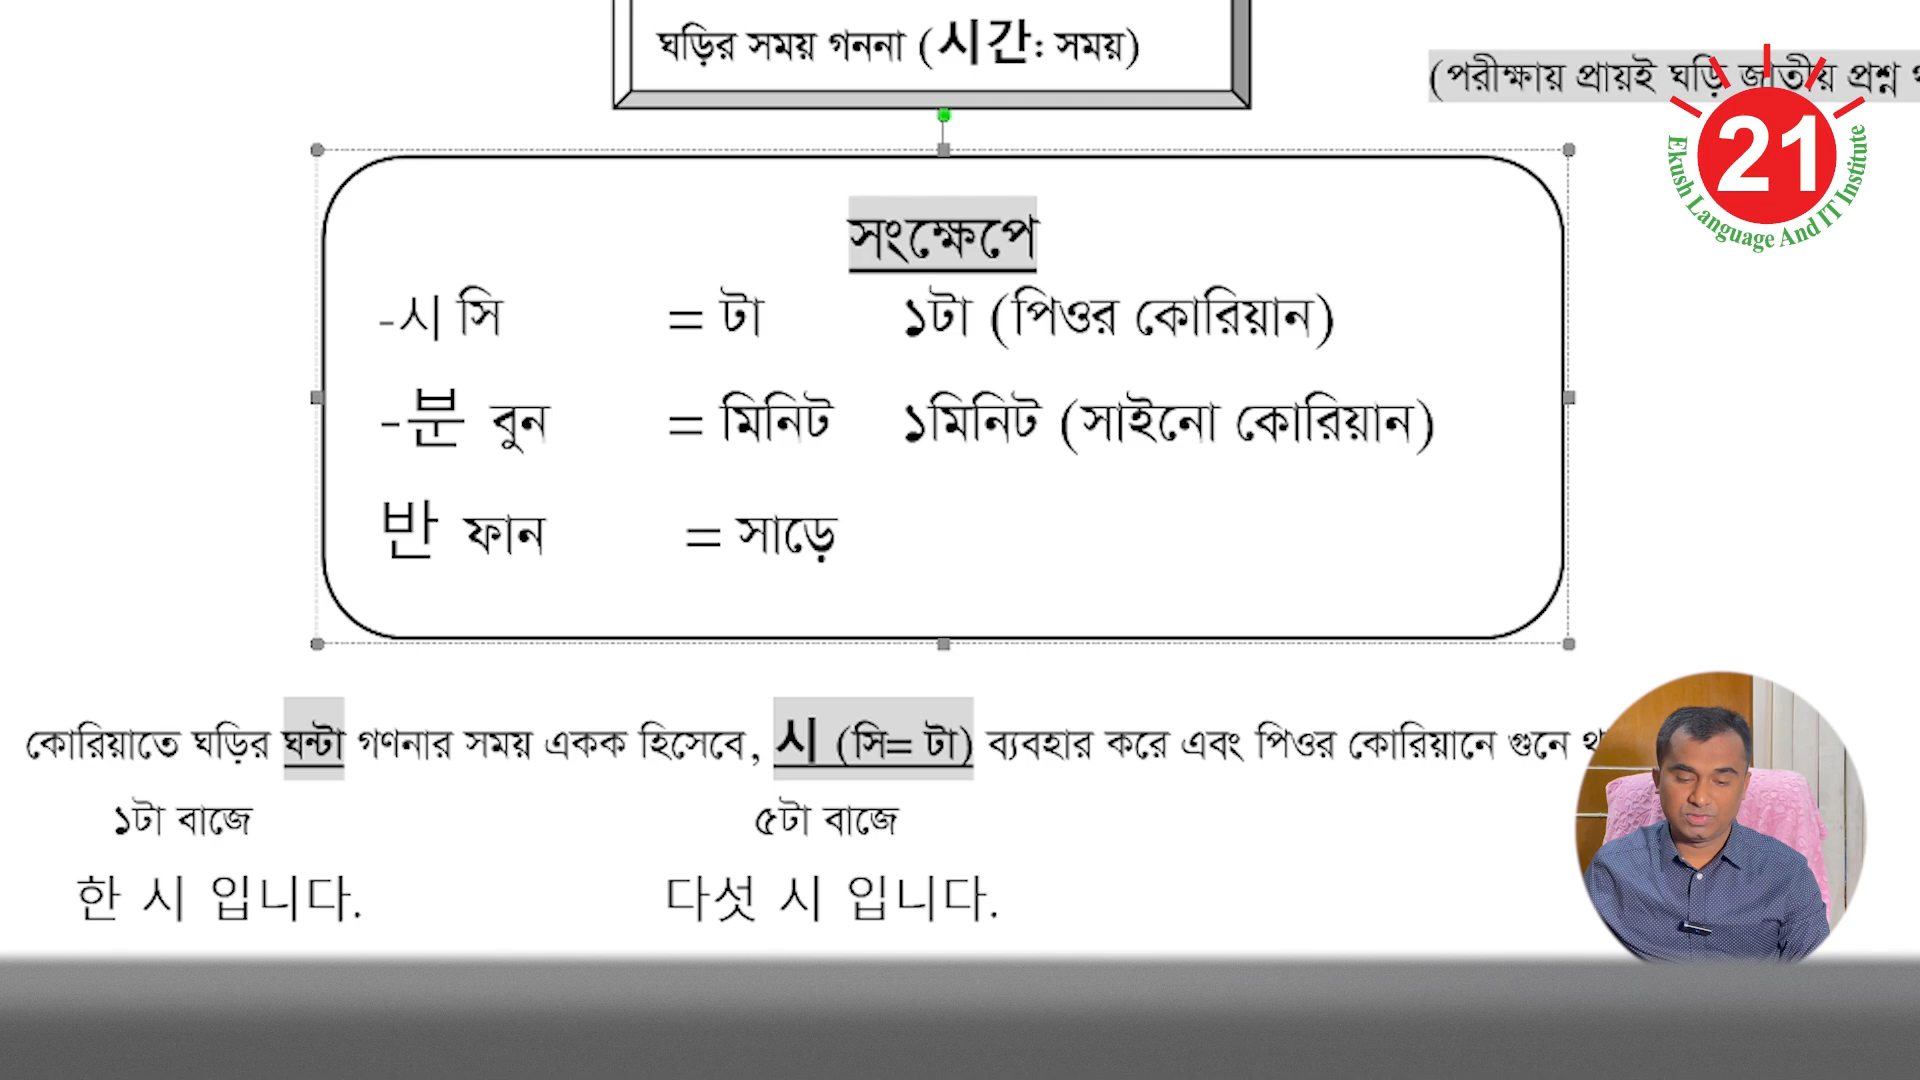 ঘড়ির সময় গননা (시간: সময়)
(পরীক্ষায় প্রায়ই ঘড়ি জাতীয় প্রশ্ন
21
Ekush Language And IT Institute
সংক্ষেপে
-시 সি = টা ১টা (পিওর কোরিয়ান)
-분 বুন = মিনিট ১মিনিট (সাইনো কোরিয়ান)
반 ফান = সাড়ে
কোরিয়াতে ঘড়ির ঘন্টা গণনার সময় একক হিসেবে, 시 (সি= টা) ব্যবহার করে এবং পিওর কোরিয়ানে গুনে
১টা বাজে ৫টা বাজে
한 시 입니다. 다섯 시 입니다.